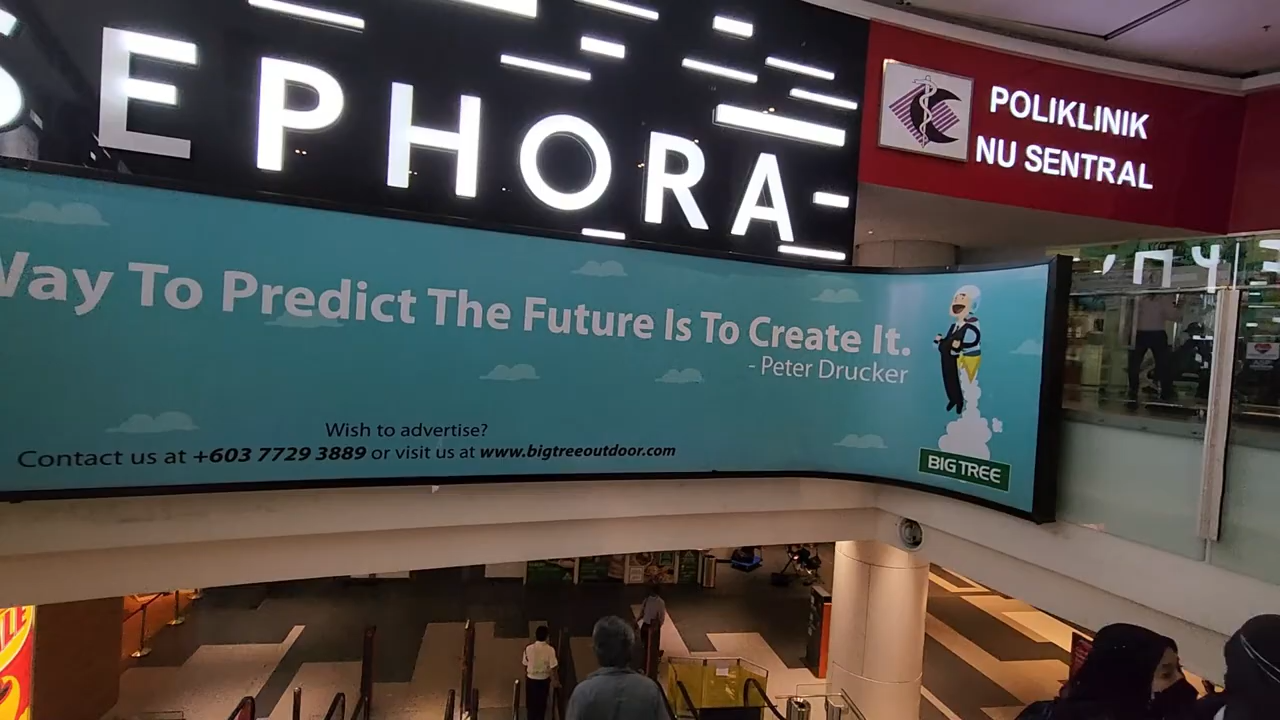 SEPHORA
POLIKLINIK
NU SENTRAL
Way To Predict The Future Is To Create It.
- Peter Drucker
Wish to advertise?
Contact us at +603 7729 3889 or visit us at www.bigtreeoutdoor.com
BIG TREE